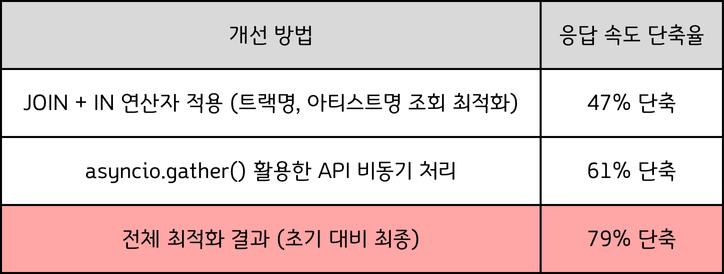 개선 방법
응답 속도 단축율
JOIN + IN 연산자 적용 (트랙명, 아티스트명 조회 최적화)
47% 단축
asyncio.gather() 활용한 API 비동기 처리
61% 단축
전체 최적화 결과 (초기 대비 최종)
79% 단축